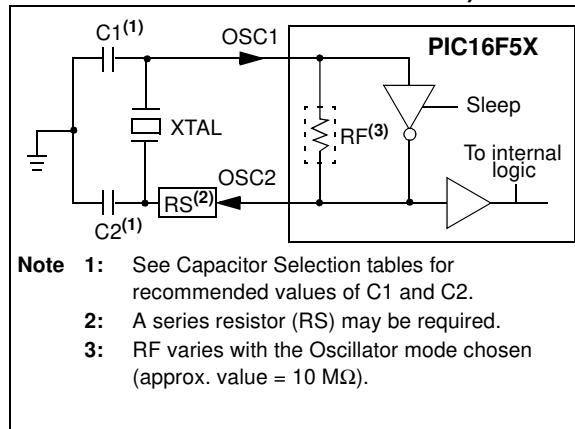 C1(1)
OSC1
PIC16F5X
Sleep
XTAL
RF(3)
To internal
logic
OSC2
RS(2)
C2(1)
Note 1: See Capacitor Selection tables for
recommended values of C1 and C2.
2: A series resistor (RS) may be required.
3: RF varies with the Oscillator mode chosen
(approx. value = 10 MΩ).